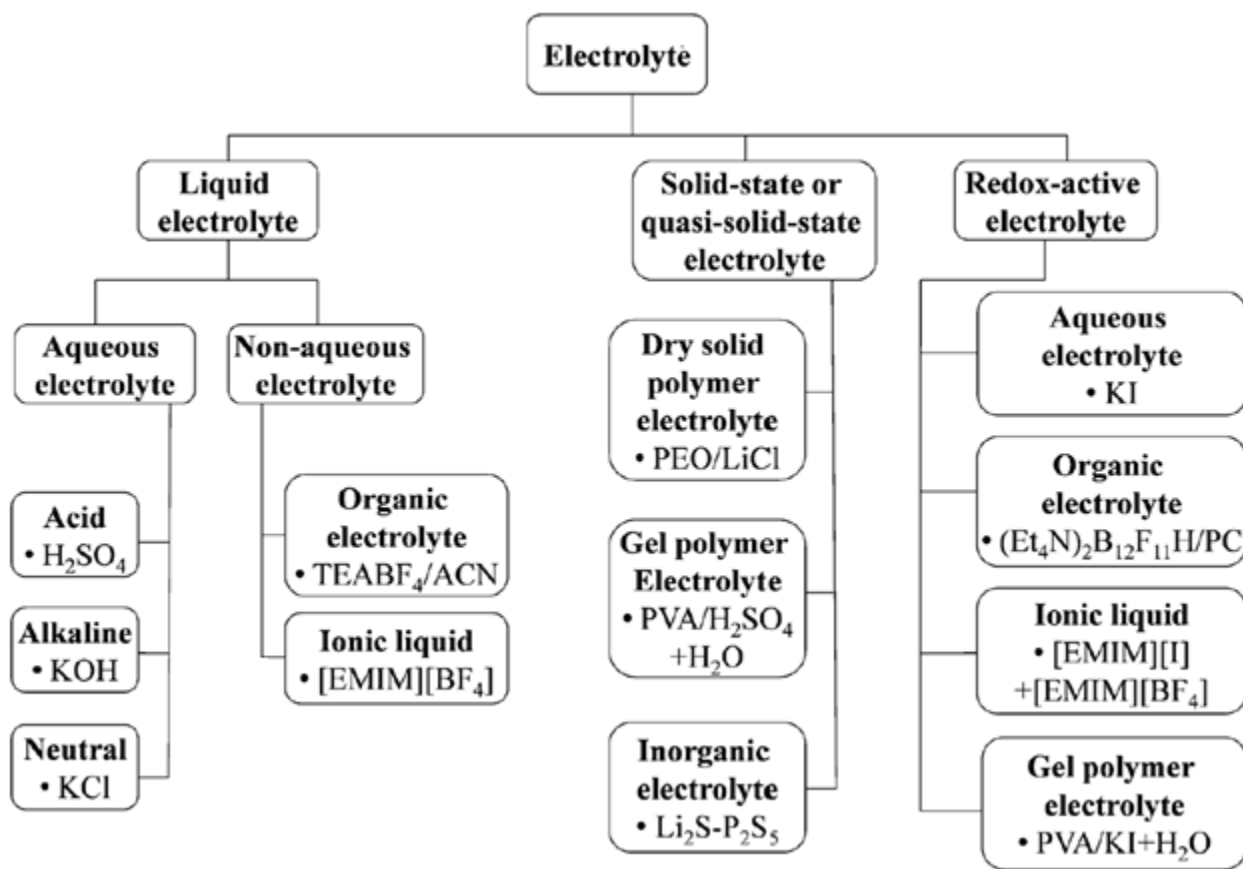 Electrolyte
Liquid
electrolyte
Solid-state or
quasi-solid-state
electrolyte
Redox-active
electrolyte
Aqueous
electrolyte
Non-aqueous
electrolyte
Acid
• H₂SO₄
Alkaline
• KOH
Neutral
• KCl
Organic
electrolyte
• TEABF₄/ACN
Ionic liquid
• [EMIM][BF₄]
Dry solid
polymer
electrolyte
• PEO/LiCl
Gel polymer
Electrolyte
• PVA/H₂SO₄
+H₂O
Inorganic
electrolyte
• Li₂S-P₂S₅
Aqueous
electrolyte
• KI
Organic
electrolyte
• (Et₄N)₂B₁₂F₁₁H/PC
Ionic liquid
• [EMIM][I]
+[EMIM][BF₄]
Gel polymer
electrolyte
• PVA/KI+H₂O